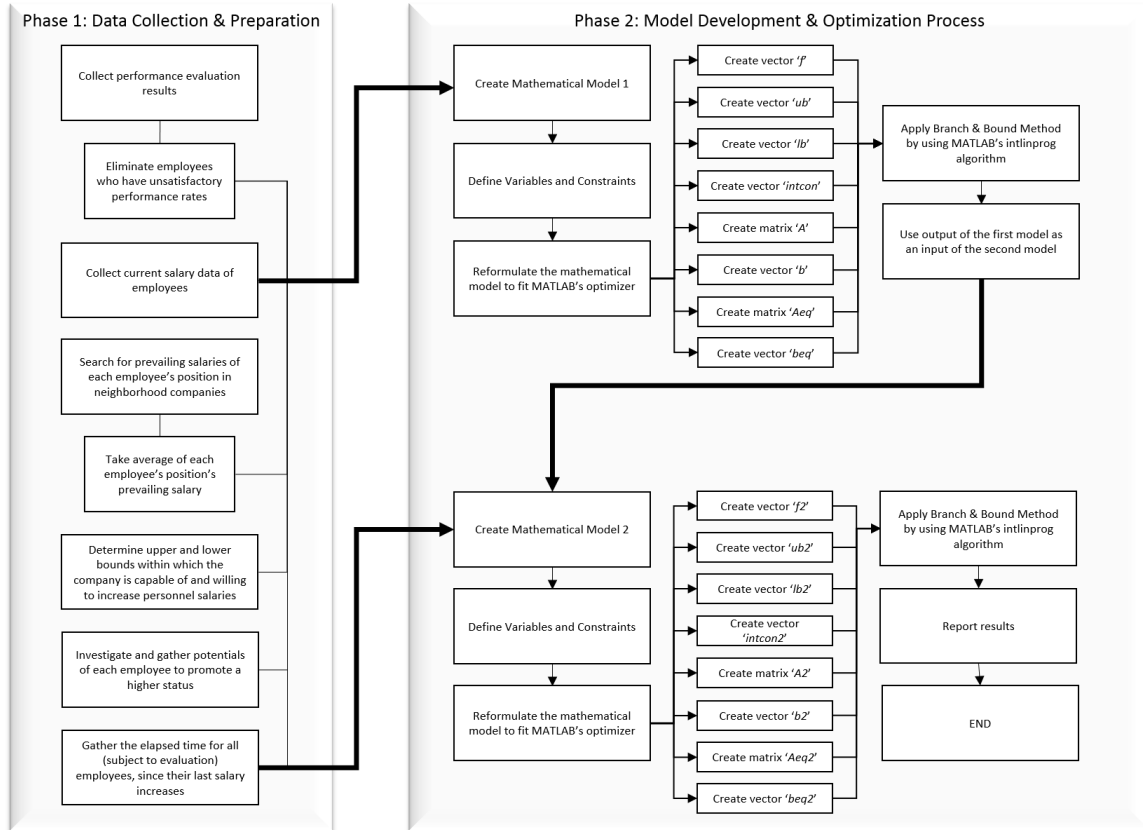 Phase 1: Data Collection & Preparation
Collect performance evaluation
results
Eliminate employees
who have unsatisfactory
performance rates
Collect current salary data of
employees
Search for prevailing salaries of
each employee's position in
neighborhood companies
Take average of each
employee's position's
prevailing salary
Determine upper and lower
bounds within which the
company is capable of and willing
to increase personnel salaries
Investigate and gather potentials
of each employee to promote a
higher status
Gather the elapsed time for all
(subject to evaluation)
employees, since their last salary
increases
Phase 2: Model Development & Optimization Process
Create Mathematical Model 1
Define Variables and Constraints
Reformulate the mathematical
model to fit MATLAB's optimizer
Create vector 'f'
Create vector 'ub'
Create vector 'lb'
Create vector 'intcon'
Create matrix 'A'
Create vector 'b'
Create matrix 'Aeq'
Create vector 'beq'
Apply Branch & Bound Method
by using MATLAB's intlinprog
algorithm
Use output of the first model as
an input of the second model
Create Mathematical Model 2
Define Variables and Constraints
Reformulate the mathematical
model to fit MATLAB's optimizer
Create vector 'f2'
Create vector 'ub2'
Create vector 'lb2'
Create vector
'intcon2'
Create matrix 'A2'
Create vector 'b2'
Create matrix 'Aeq2'
Create vector 'beq2'
Apply Branch & Bound Method
by using MATLAB's intlinprog
algorithm
Report results
END